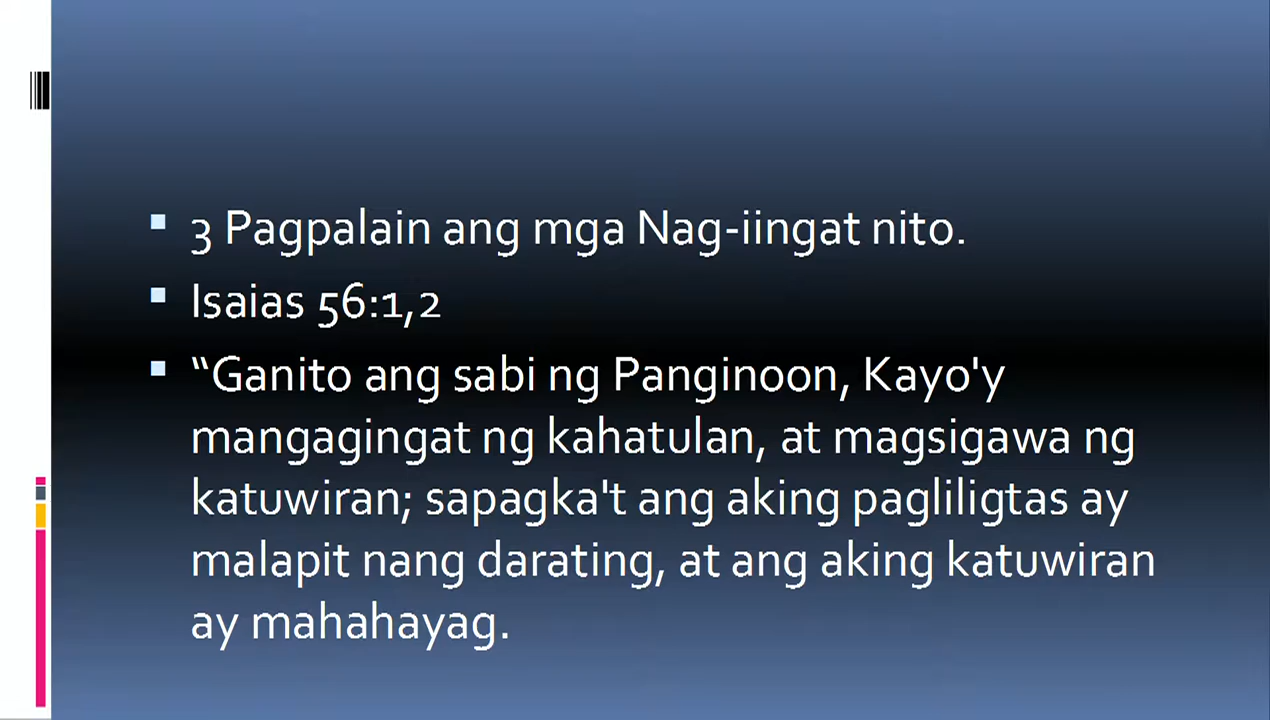 3 Pagpalain ang mga Nag-iingat nito.
Isaias 56:1,2
“Ganito ang sabi ng Panginoon, Kayo'y
mangagingat ng kahatulan, at magsigawa ng
katuwiran; sapagka't ang aking pagliligtas ay
malapit nang darating, at ang aking katuwiran
ay mahahayag.